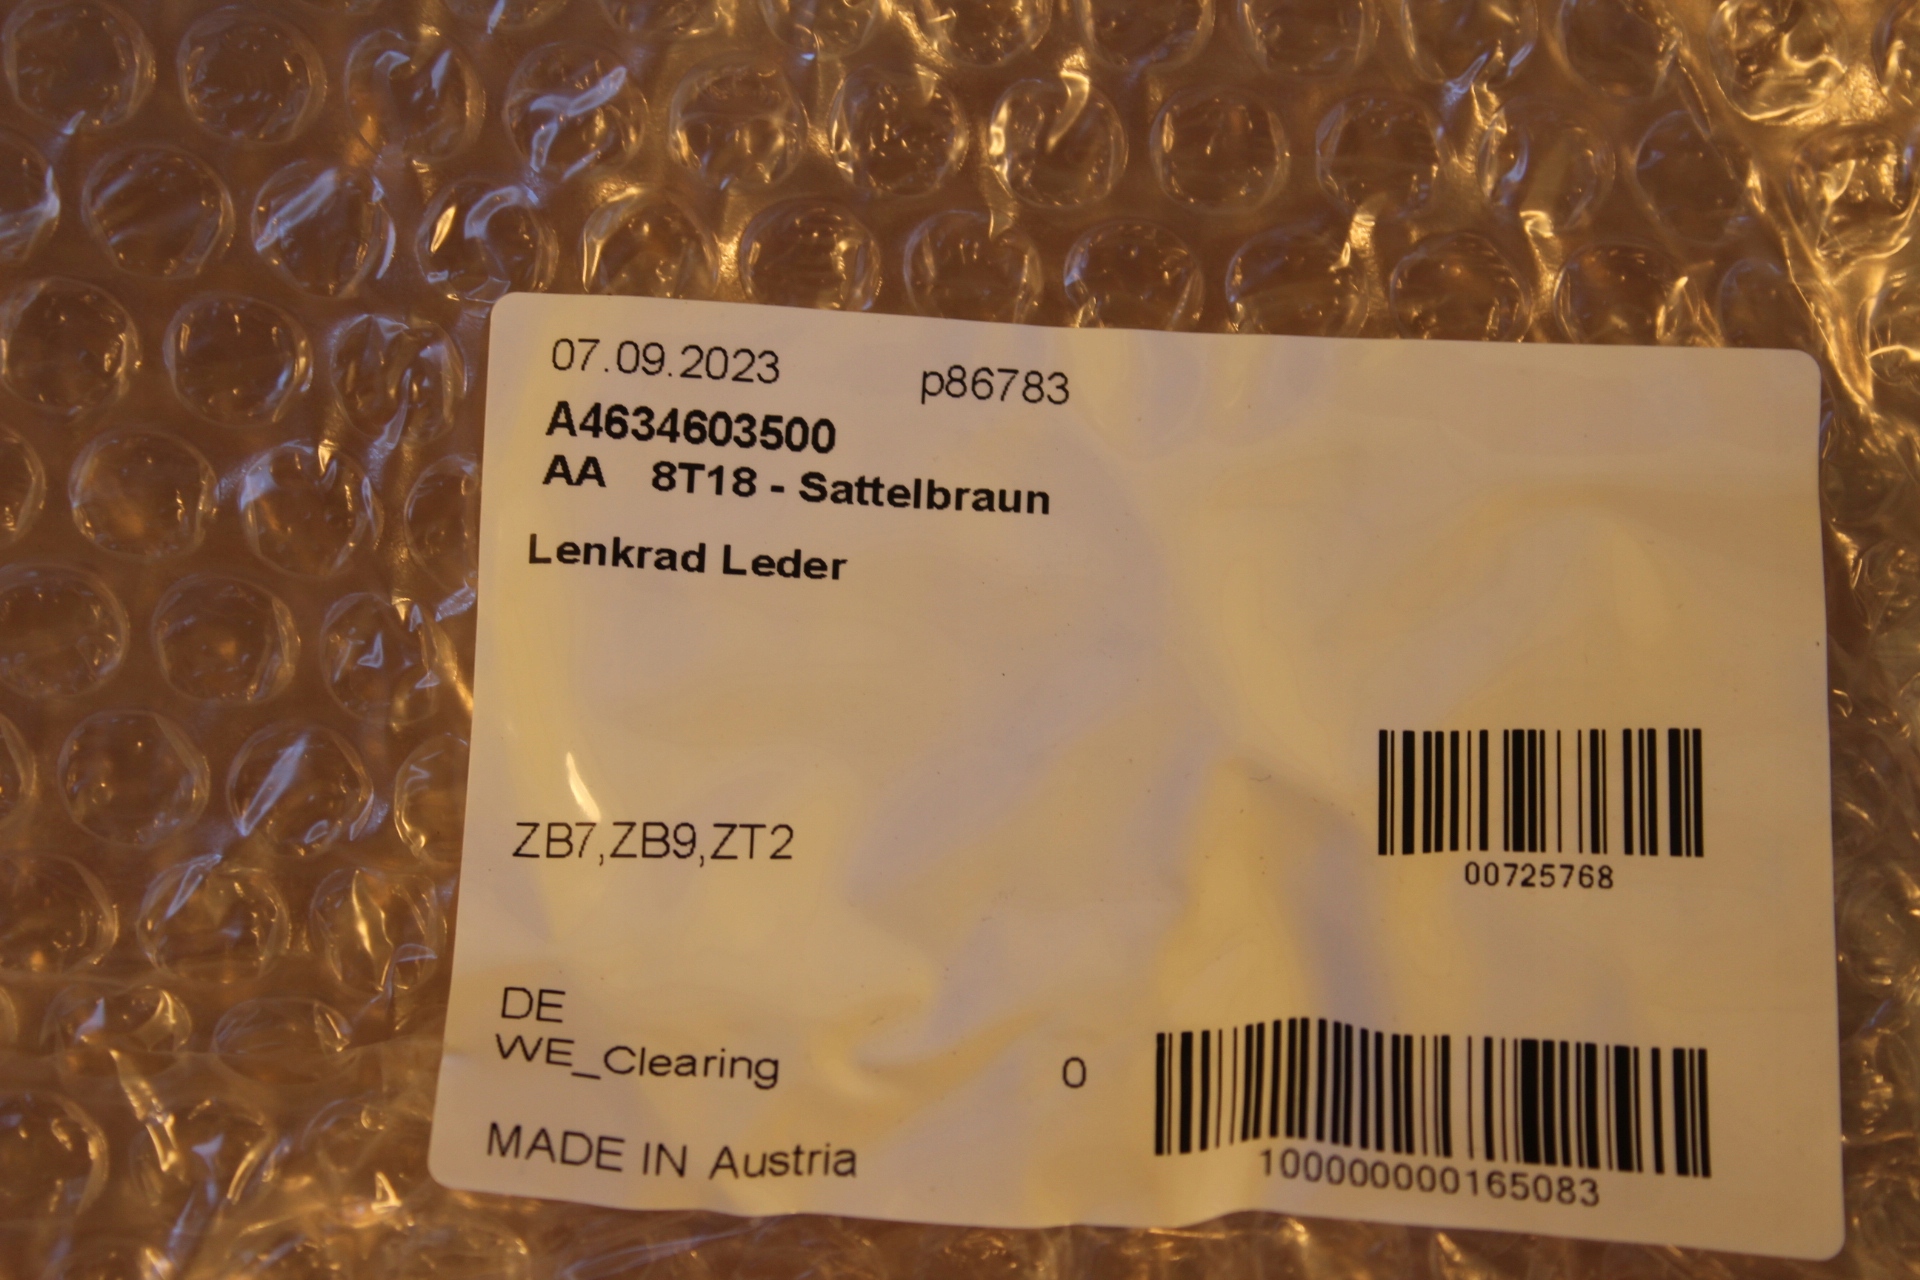 07.09.2023 p86783
A4634603500
AA 8T18 - Sattelbraun
Lenkrad Leder
00725768
ZB7,ZB9,ZT2
DE
WE_Clearing 0
100000000165083
MADE IN Austria